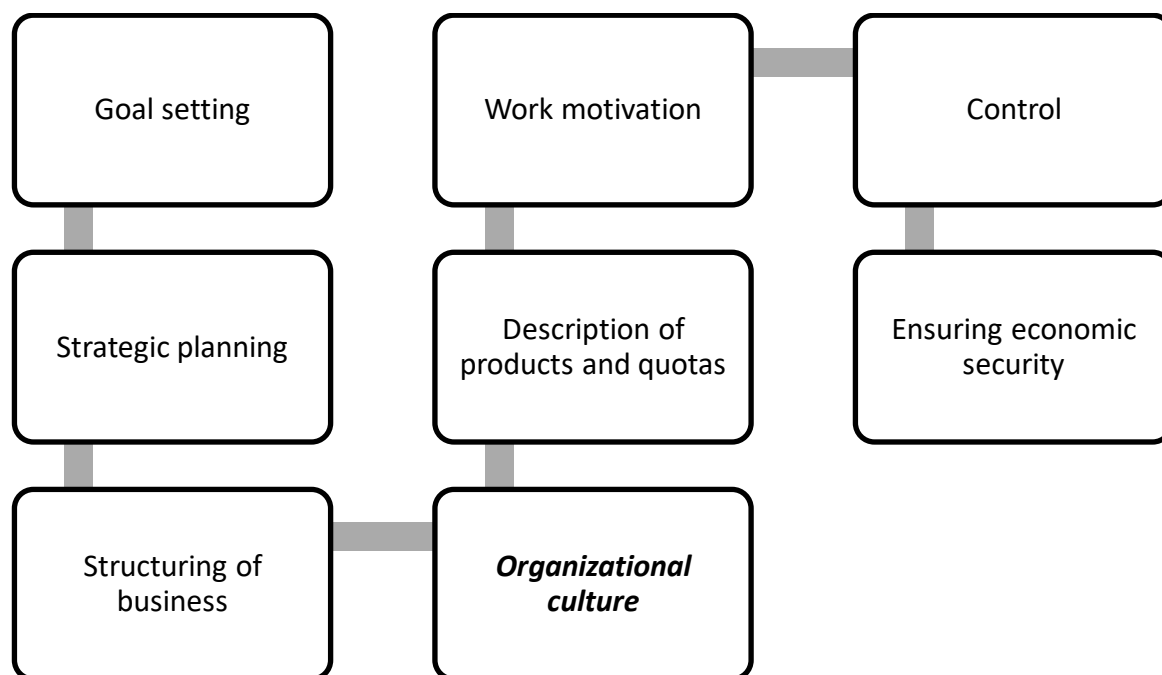 Goal setting
Strategic planning
Structuring of
business
Organizational
culture
Description of
products and quotas
Work motivation
Control
Ensuring economic
security